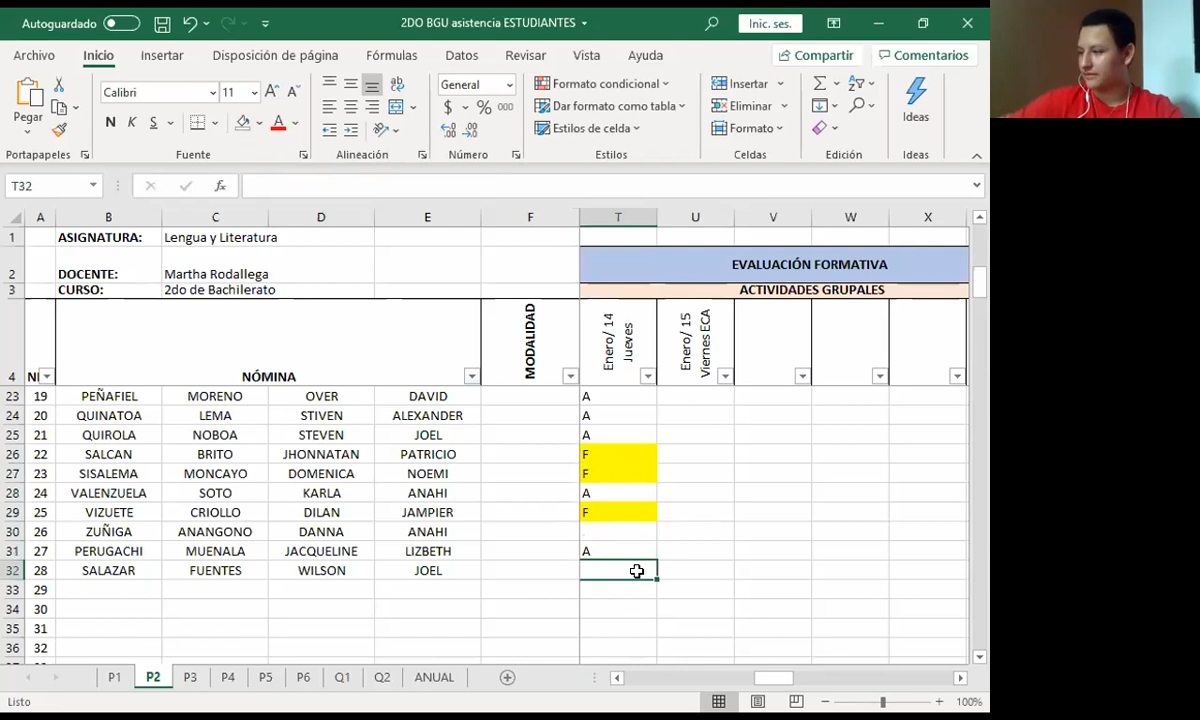 Autoguardado 2DO BGU asistencia ESTUDIANTES Inic. ses.
Archivo Inicio Insertar Disposición de página Fórmulas Datos Revisar Vista Ayuda Compartir Comentarios
Pegar Calibri 11 A A General Formato condicional Insertar Ideas
N K S A $ % 000 Dar formato como tabla Eliminar
Estilos de celda Formato
Portapapeles Fuente Alineación Número Estilos Celdas Edición Ideas
T32 fx
A B C D E F T U V W X
1 ASIGNATURA: Lengua y Literatura
2 DOCENTE: Martha Rodallega EVALUACIÓN FORMATIVA
3 CURSO: 2do de Bachilerato ACTIVIDADES GRUPALES
4 NÓMINA MODALIDAD Enero/ 14 Jueves Enero/ 15 Viernes ECA
23 19 PEÑAFIEL MORENO OVER DAVID A
24 20 QUINATOA LEMA STIVEN ALEXANDER A
25 21 QUIROLA NOBOA STEVEN JOEL A
26 22 SALCAN BRITO JHONNATAN PATRICIO F
27 23 SISALEMA MONCAYO DOMENICA NOEMI F
28 24 VALENZUELA SOTO KARLA ANAHI A
29 25 VIZUETE CRIOLLO DILAN JAMPIER F
30 26 ZUÑIGA ANANGONO DANNA ANAHI
31 27 PERUGACHI MUENALA JACQUELINE LIZBETH A
32 28 SALAZAR FUENTES WILSON JOEL
33 29
34 30
35 31
36 32
P1 P2 P3 P4 P5 P6 Q1 Q2 ANUAL
Listo 100%